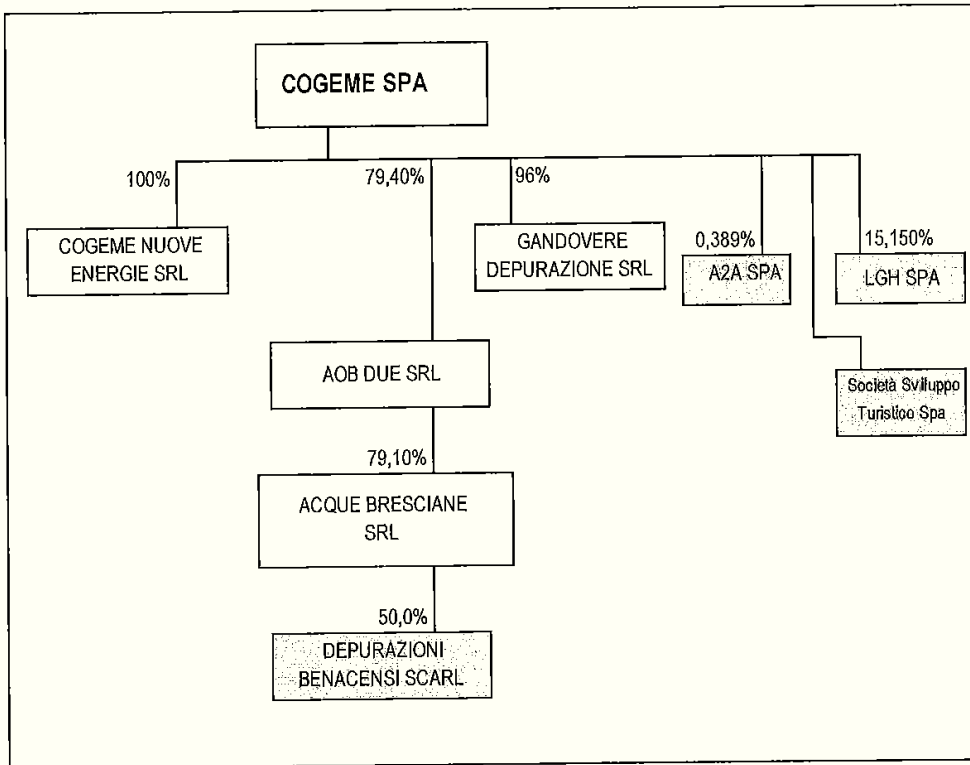 COGEME SPA
100%
79,40%
96%
0,389%
15,150%
COGEME NUOVE
ENERGIE SRL
GANDOVERE
DEPURAZIONE SRL
A2A SPA
LGH SPA
AOB DUE SRL
Società Sviluppo
Turistico Spa
79,10%
ACQUE BRESCIANE
SRL
50,0%
DEPURAZIONI
BENACENSI SCARL